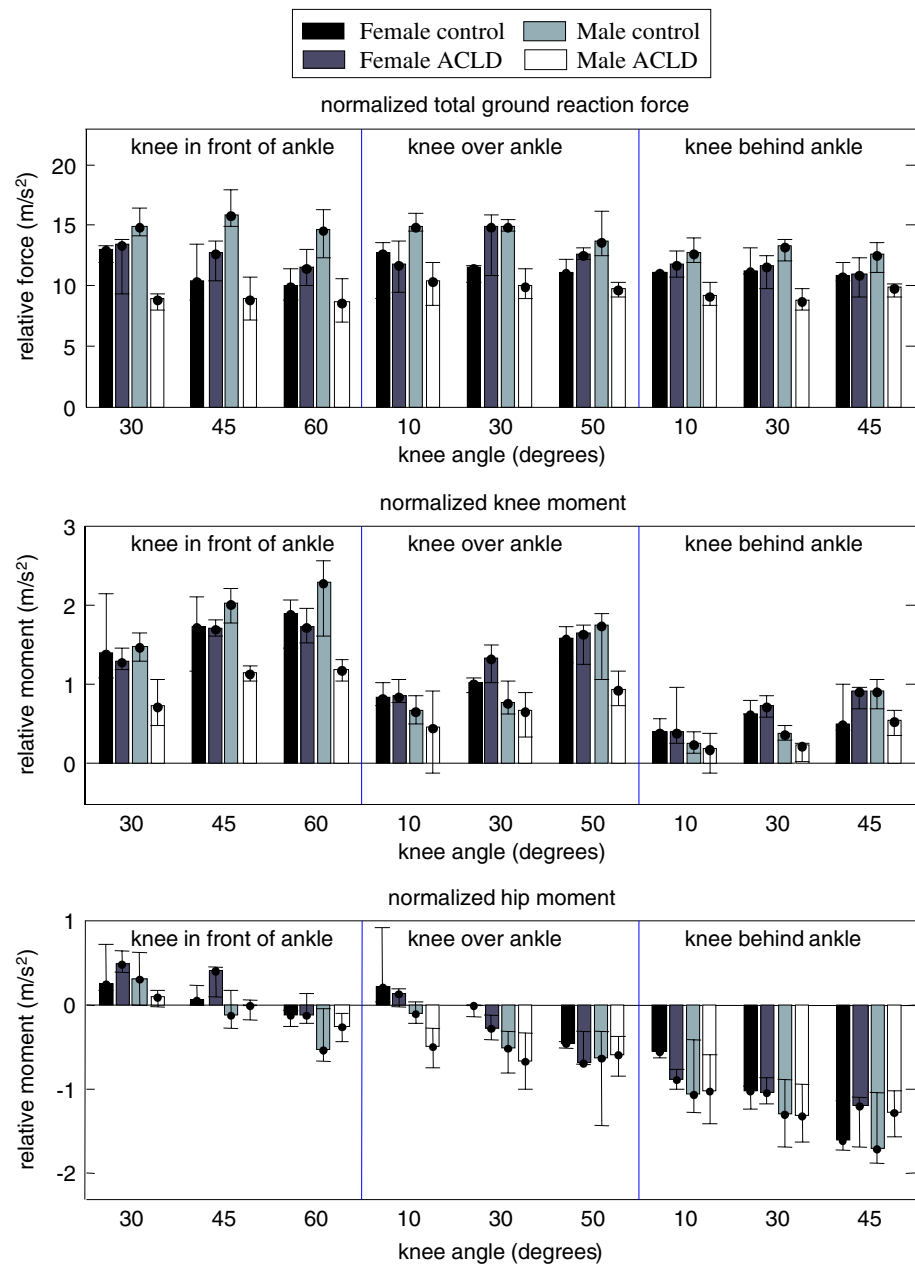 Female control Male control
Female ACLD Male ACLD
normalized total ground reaction force
knee in front of ankle knee over ankle knee behind ankle
relative force (m/s²)
20
15
10
5
0
30 45 60 10 30 50 10 30 45
knee angle (degrees)
normalized knee moment
knee in front of ankle knee over ankle knee behind ankle
relative moment (m/s²)
3
2
1
0
30 45 60 10 30 50 10 30 45
knee angle (degrees)
normalized hip moment
knee in front of ankle knee over ankle knee behind ankle
relative moment (m/s²)
1
0
-1
-2
30 45 60 10 30 50 10 30 45
knee angle (degrees)